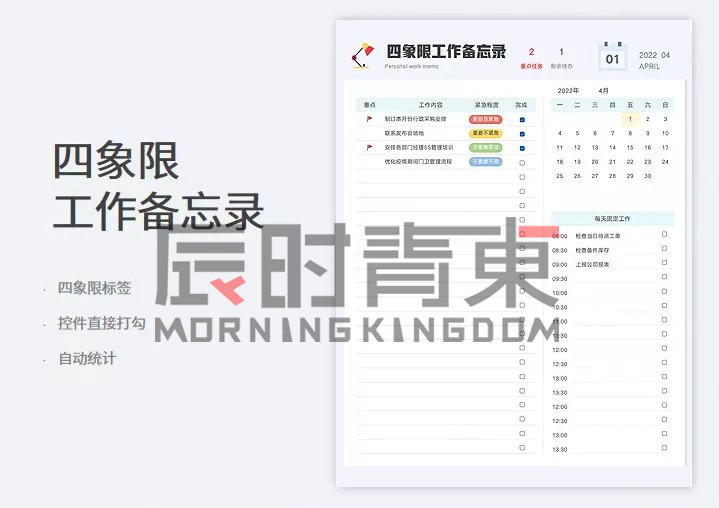 四象限
工作备忘录
· 四象限标签
· 控件直接打勾
· 自动统计
四象限工作备忘录
Personal work memo
2
重点任务
1
剩余待办
01
2022 04
APRIL
重点 工作内容 紧急程度 完成
制订本月份行政采购安排 重要且紧急
联系发布会场地 重要不紧急
安排各部门经理5S管理培训 不重要紧急
优化疫情期间门卫管理流程 不重要不急
2022年 4月
一 二 三 四 五 六 日
1 2 3
4 5 6 7 8 9 10
11 12 13 14 15 16 17
18 19 20 21 22 23 24
25 26 27 28 29 30
每天固定工作
08:00 检查当日待派工单
08:30 检查备件库存
09:00 上报公司报表
09:30
10:00
10:30
11:00
11:30
12:00
12:30
13:00
13:30
12:00
12:30
13:00
13:30
辰时青東
MORNINGKINGDOM